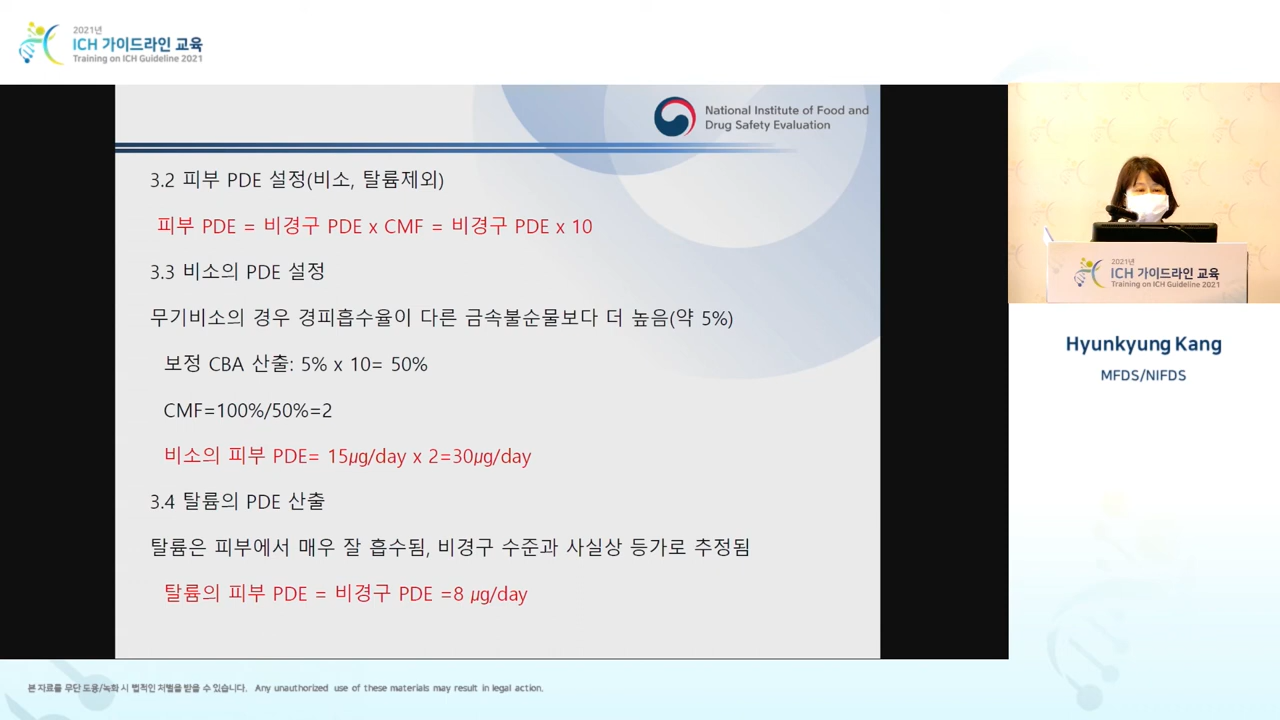 2021년
ICH 가이드라인 교육
Training on ICH Guideline 2021
National Institute of Food and
Drug Safety Evaluation
3.2 피부 PDE 설정(비소, 탈륨제외)
피부 PDE = 비경구 PDE x CMF = 비경구 PDE x 10
3.3 비소의 PDE 설정
무기비소의 경우 경피흡수율이 다른 금속불순물보다 더 높음(약 5%)
보정 CBA 산출: 5% x 10= 50%
CMF=100%/50%=2
비소의 피부 PDE= 15µg/day x 2=30µg/day
3.4 탈륨의 PDE 산출
탈륨은 피부에서 매우 잘 흡수됨, 비경구 수준과 사실상 등가로 추정됨
탈륨의 피부 PDE = 비경구 PDE =8 µg/day
2021년
ICH 가이드라인 교육
Training on ICH Guideline 2021
Hyunkyung Kang
MFDS/NIFDS
본 자료를 무단 도용/녹화 시 법적인 처벌을 받을 수 있습니다. Any unauthorized use of these materials may result in legal action.